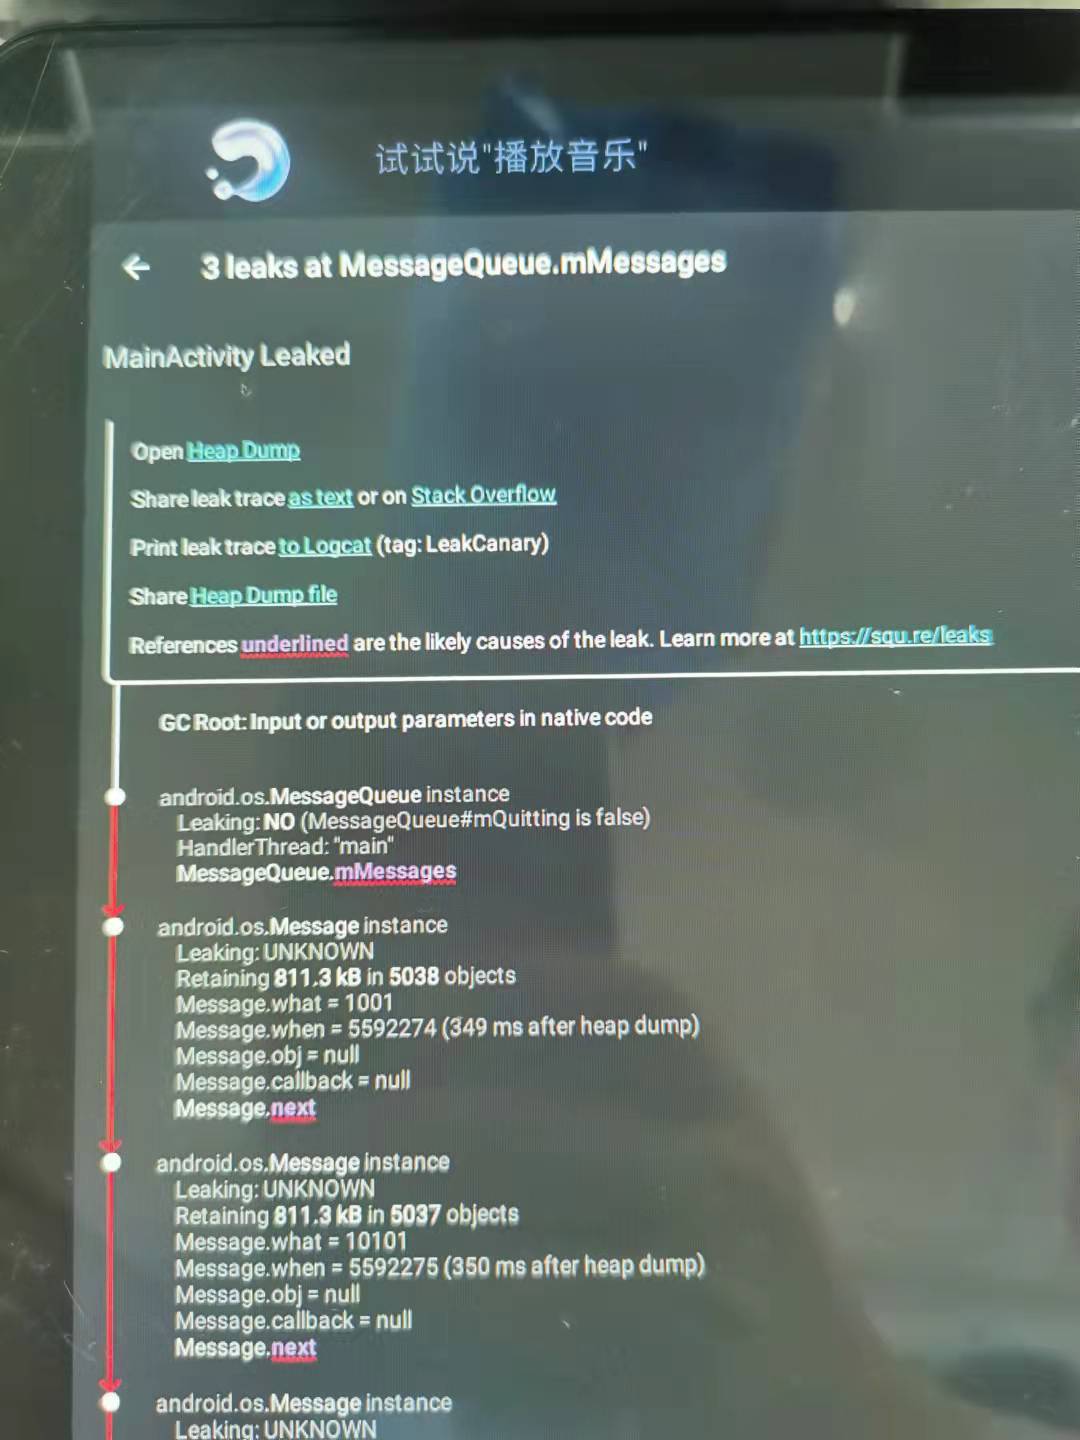 试试说"播放音乐"
3 leaks at MessageQueue.mMessages
MainActivity Leaked
Open Heap Dump
Share leak trace as text or on Stack Overflow
Print leak trace to Logcat (tag: LeakCanary)
Share Heap Dump file
References underlined are the likely causes of the leak. Learn more at https://squ.re/leaks
GC Root: Input or output parameters in native code
android.os.MessageQueue instance
Leaking: NO (MessageQueue#mQuitting is false)
HandlerThread: "main"
MessageQueue.mMessages
android.os.Message instance
Leaking: UNKNOWN
Retaining 811.3 kB in 5038 objects
Message.what = 1001
Message.when = 5592274 (349 ms after heap dump)
Message.obj = null
Message.callback = null
Message.next
android.os.Message instance
Leaking: UNKNOWN
Retaining 811.3 kB in 5037 objects
Message.what = 10101
Message.when = 5592275 (350 ms after heap dump)
Message.obj = null
Message.callback = null
Message.next
android.os.Message instance
Leaking: UNKNOWN